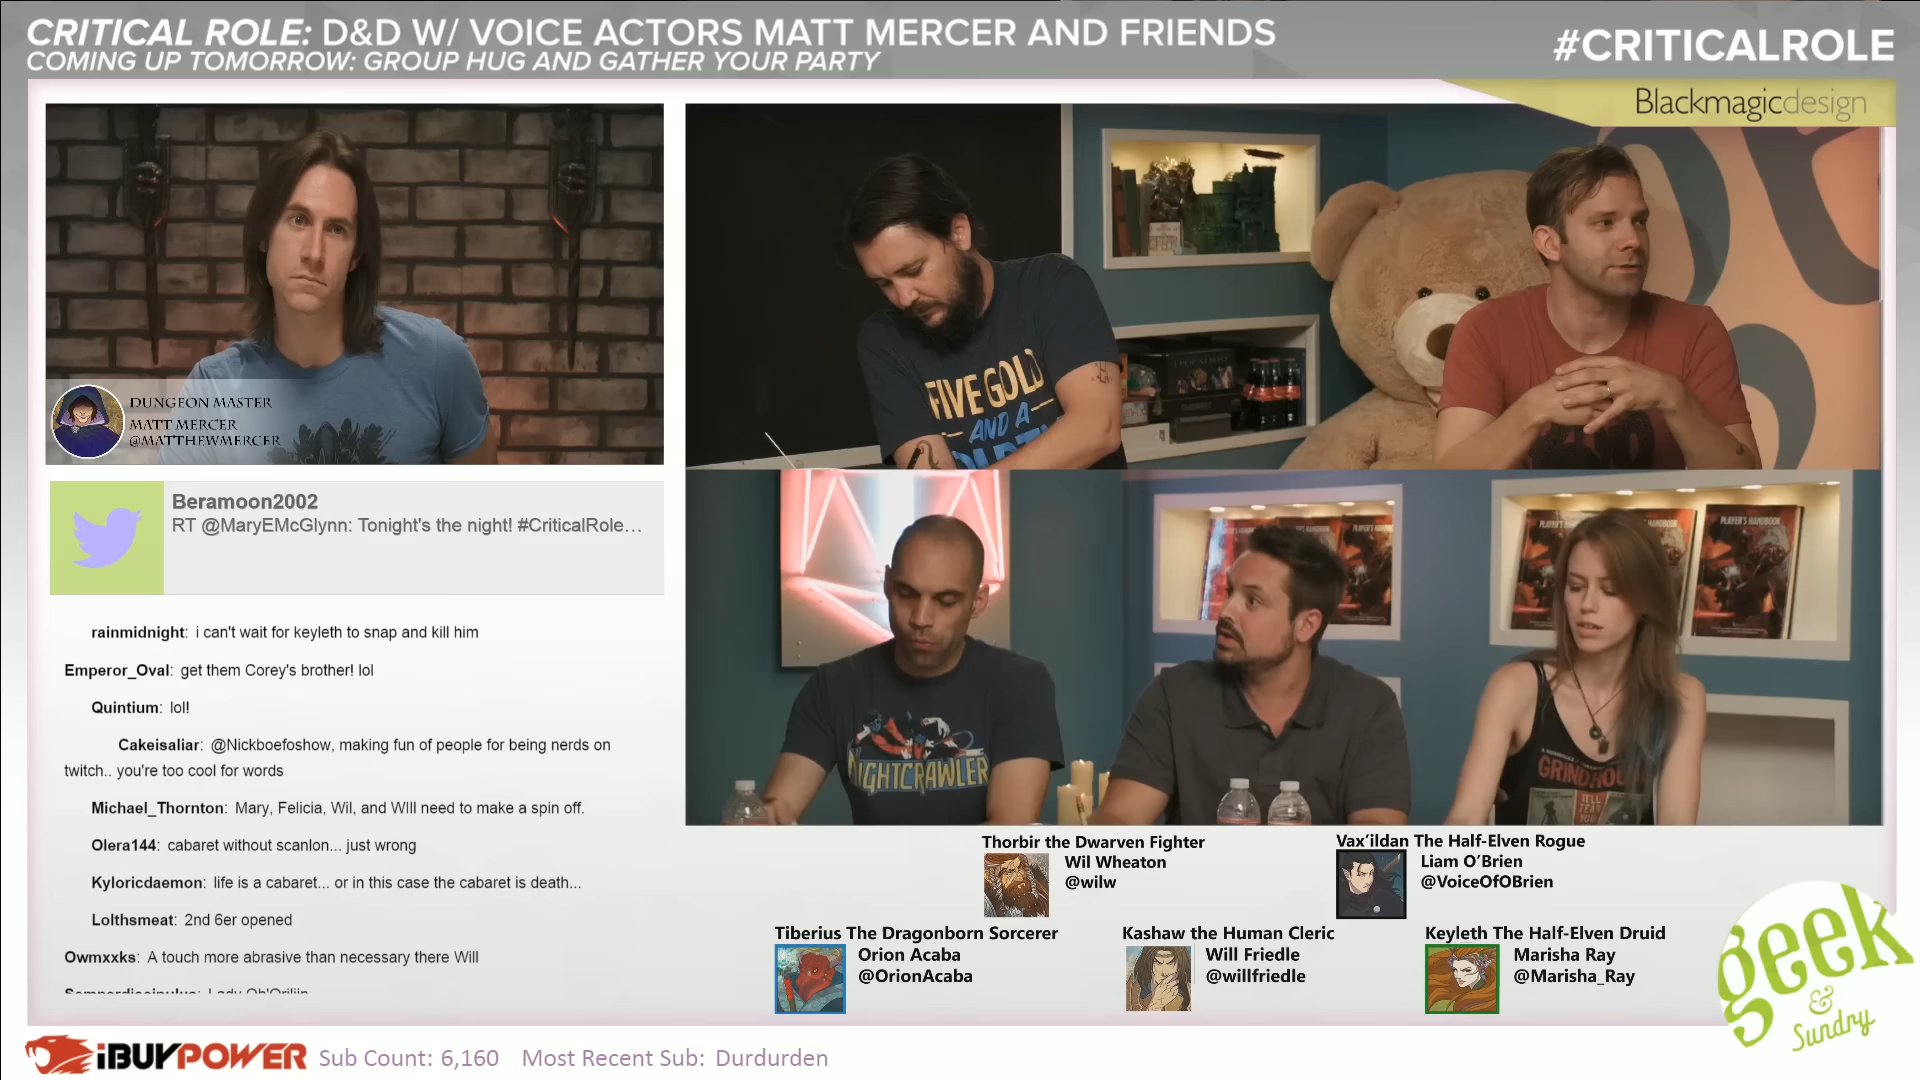 CRITICAL ROLE: D&D W/ VOICE ACTORS MATT MERCER AND FRIENDS
COMING UP TOMORROW: GROUP HUG AND GATHER YOUR PARTY
#CRITICALROLE
Blackmagicdesign
DUNGEON MASTER
MATT MERCER
@MATTHEWMERCER
FIVE GOLD
AND A
NIGHTCRAWLER
PLAYER'S HANDBOOK
GRINDHOU
Beramoon2002
RT @MaryEMcGlynn: Tonight's the night! #CriticalRole…
rainmidnight: i can't wait for keyleth to snap and kill him
Emperor_Oval: get them Corey's brother! lol
Quintium: lol!
Cakeisaliar: @Nickboefoshow, making fun of people for being nerds on
twitch.. you're too cool for words
Michael_Thornton: Mary, Felicia, Wil, and WIll need to make a spin off.
Olera144: cabaret without scanlon... just wrong
Kyloricdaemon: life is a cabaret... or in this case the cabaret is death...
Lolthsmeat: 2nd 6er opened
Owmxxks: A touch more abrasive than necessary there Will
Thorbir the Dwarven Fighter
Wil Wheaton
@wilw
Vax'ildan The Half-Elven Rogue
Liam O'Brien
@VoiceOfOBrien
Tiberius The Dragonborn Sorcerer
Orion Acaba
@OrionAcaba
Kashaw the Human Cleric
Will Friedle
@willfriedle
Keyleth The Half-Elven Druid
Marisha Ray
@Marisha_Ray
geek
&
Sundry
iBUYPOWER Sub Count: 6,160 Most Recent Sub: Durdurden